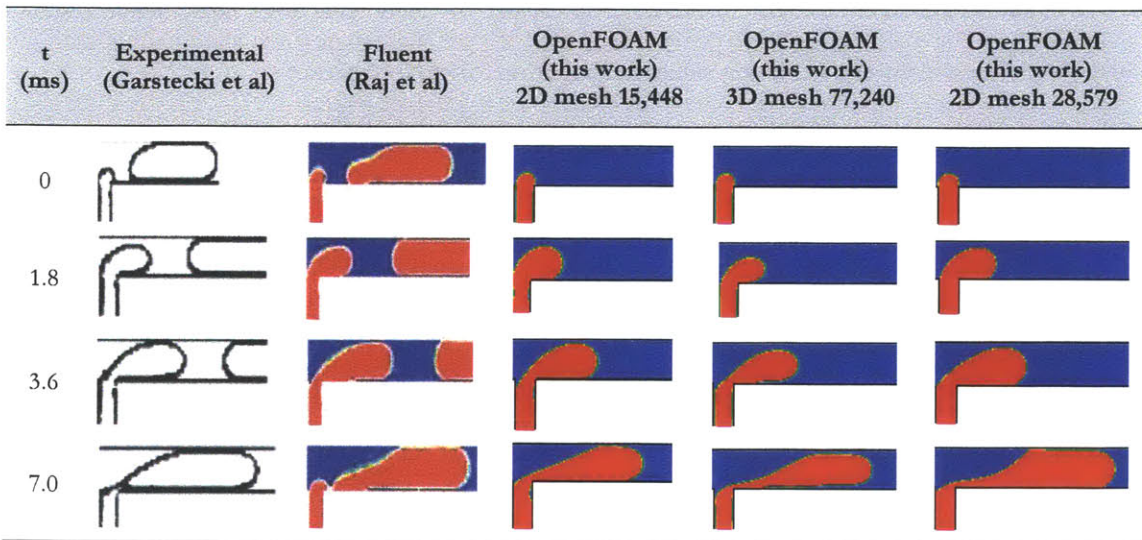 t
(ms)
Experimental
(Garstecki et al)
Fluent
(Raj et al)
OpenFOAM
(this work)
2D mesh 15,448
OpenFOAM
(this work)
3D mesh 77,240
OpenFOAM
(this work)
2D mesh 28,579
0
1.8
3.6
7.0